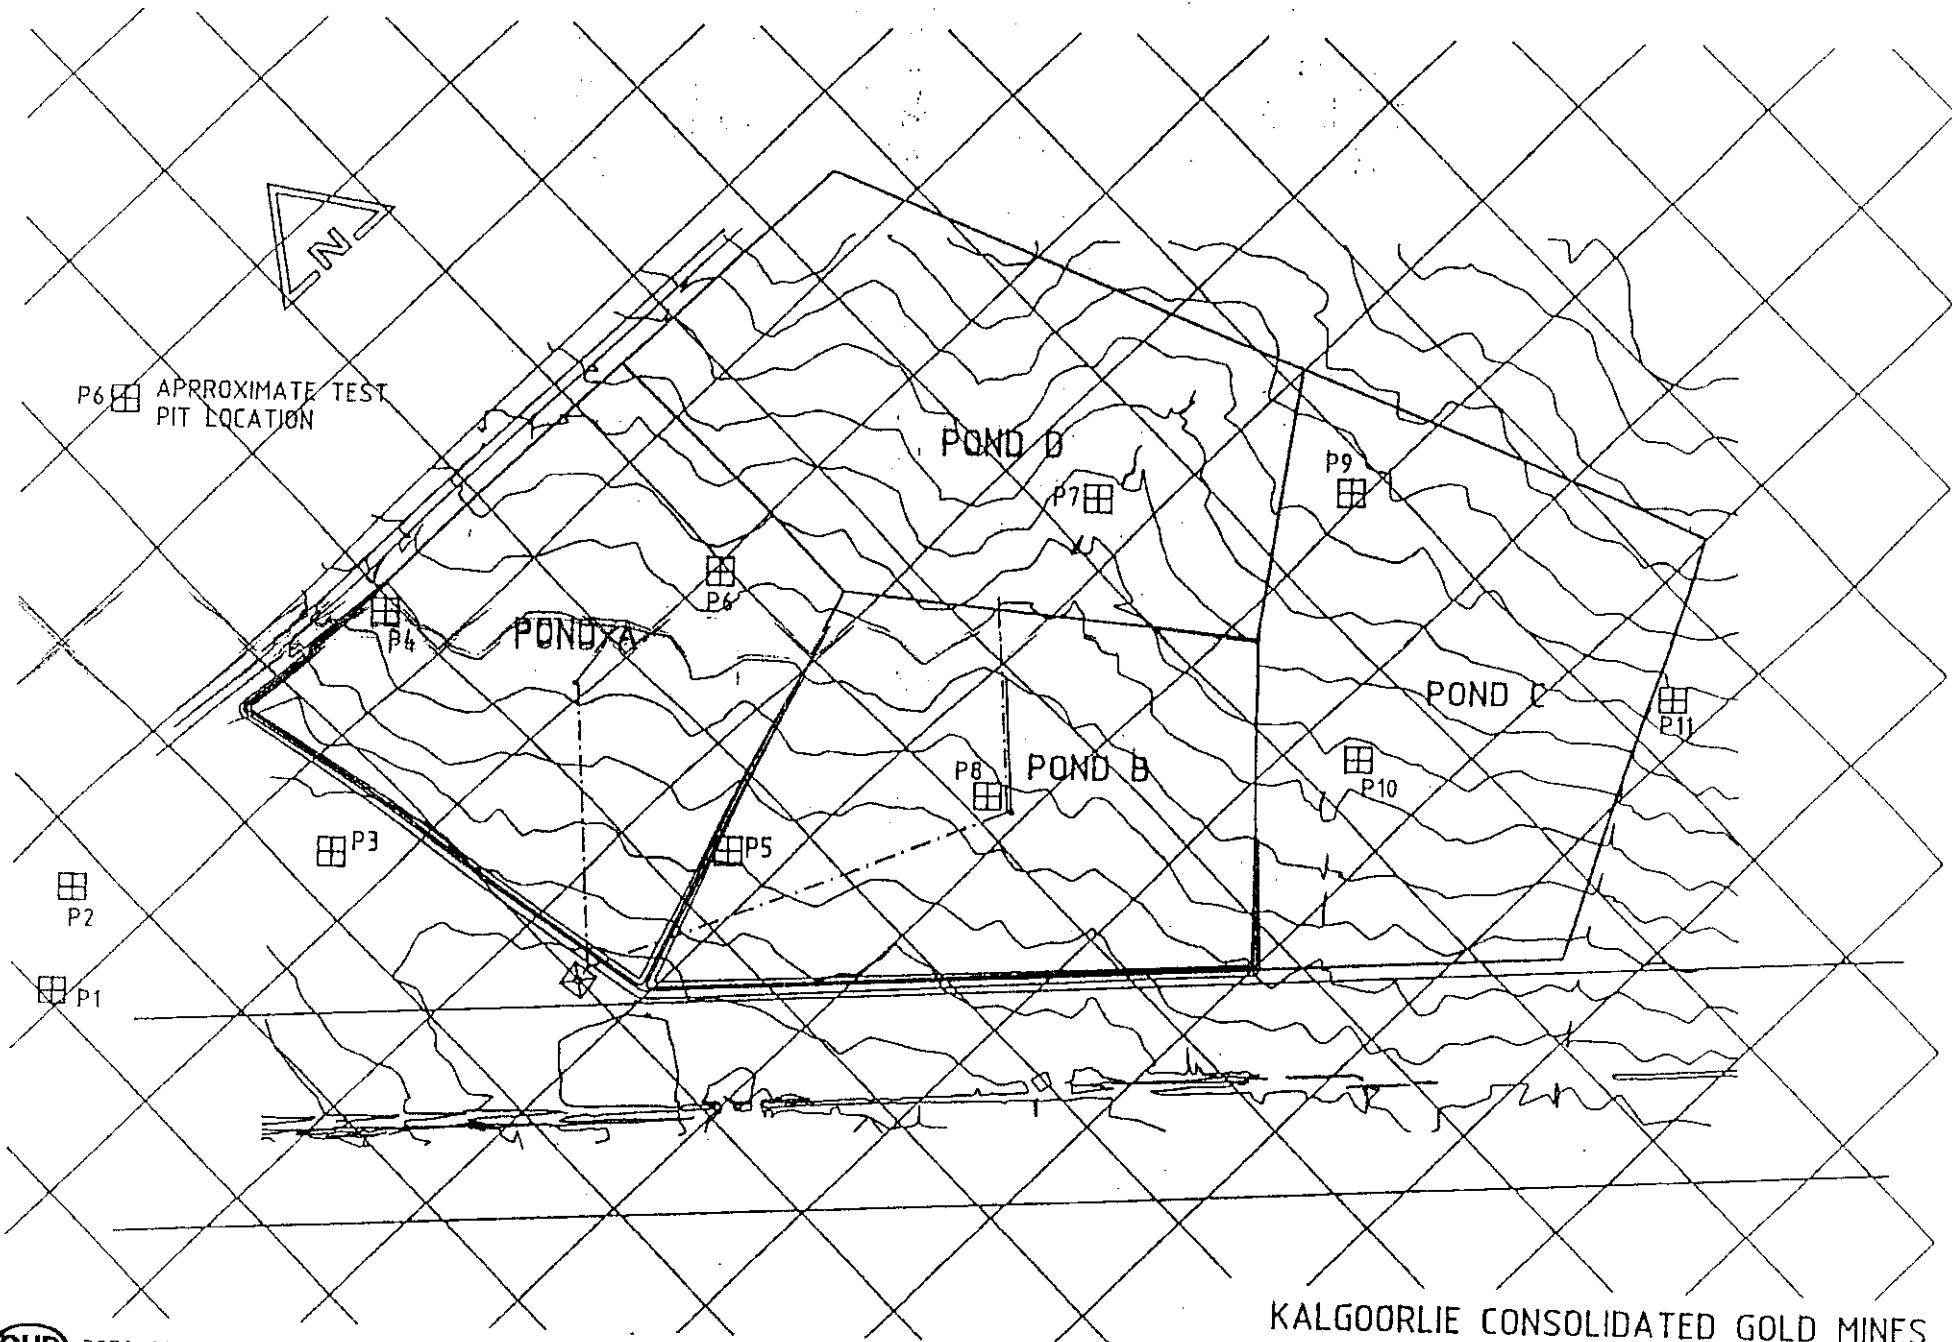 N
P6 APRROXIMATE TEST
PIT LOCATION
POND D
P9
P7
P6
POND A
P4
POND C
P11
P8
POND B
P10
P3
P5
P2
P1
KALGOORLIE CONSOLIDATED GOLD MINES